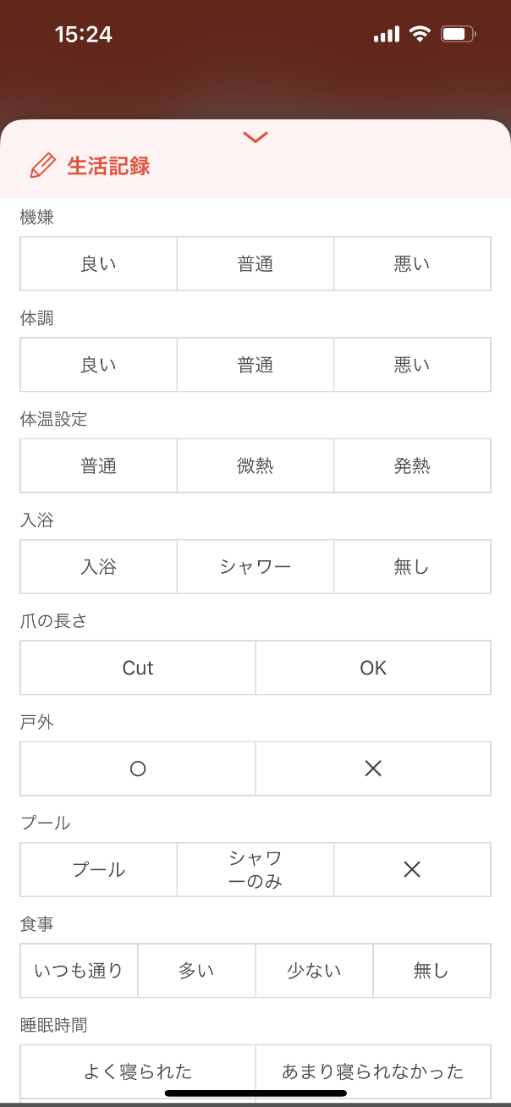 15:24
生活記録
機嫌
良い 普通 悪い
体調
良い 普通 悪い
体温設定
普通 微熱 発熱
入浴
入浴 シャワー 無し
爪の長さ
Cut OK
戸外
○ ×
プール
プール シャワ
ーのみ ×
食事
いつも通り 多い 少ない 無し
睡眠時間
よく寝られた あまり寝られなかった